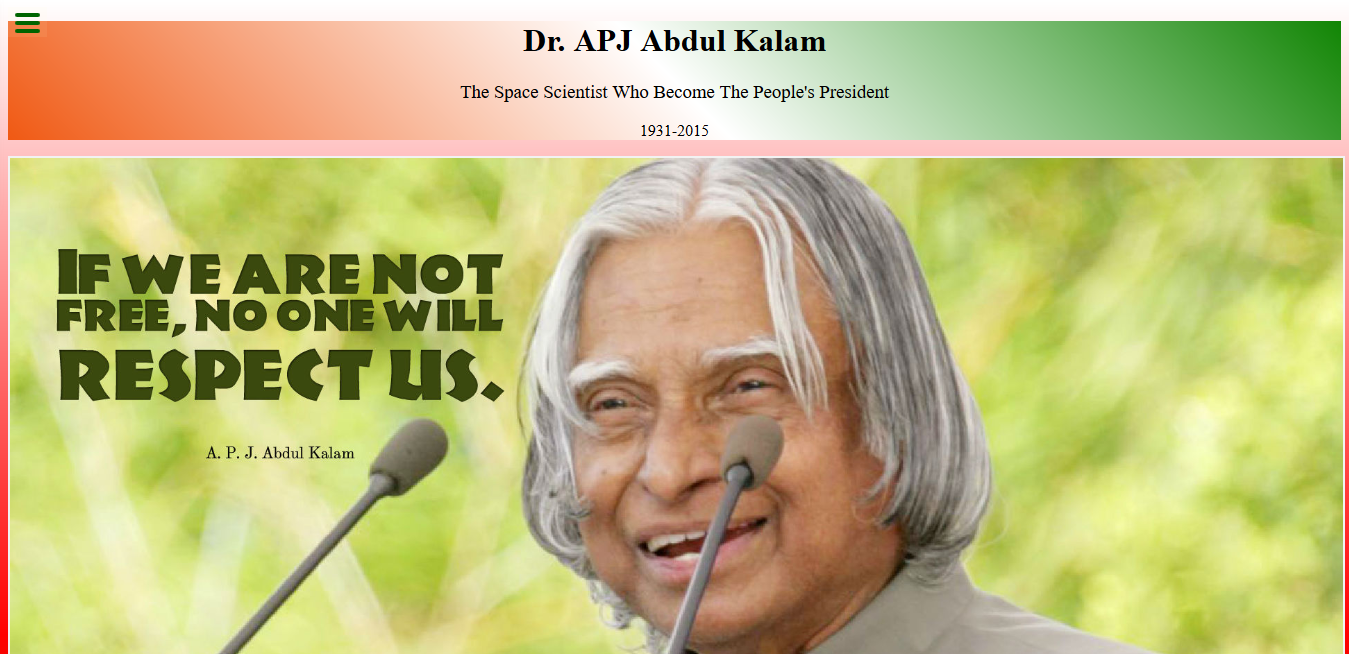 Dr. APJ Abdul Kalam
The Space Scientist Who Become The People's President
1931-2015
IF WE ARE NOT
FREE, NO ONE WILL
RESPECT US.
A. P. J. Abdul Kalam